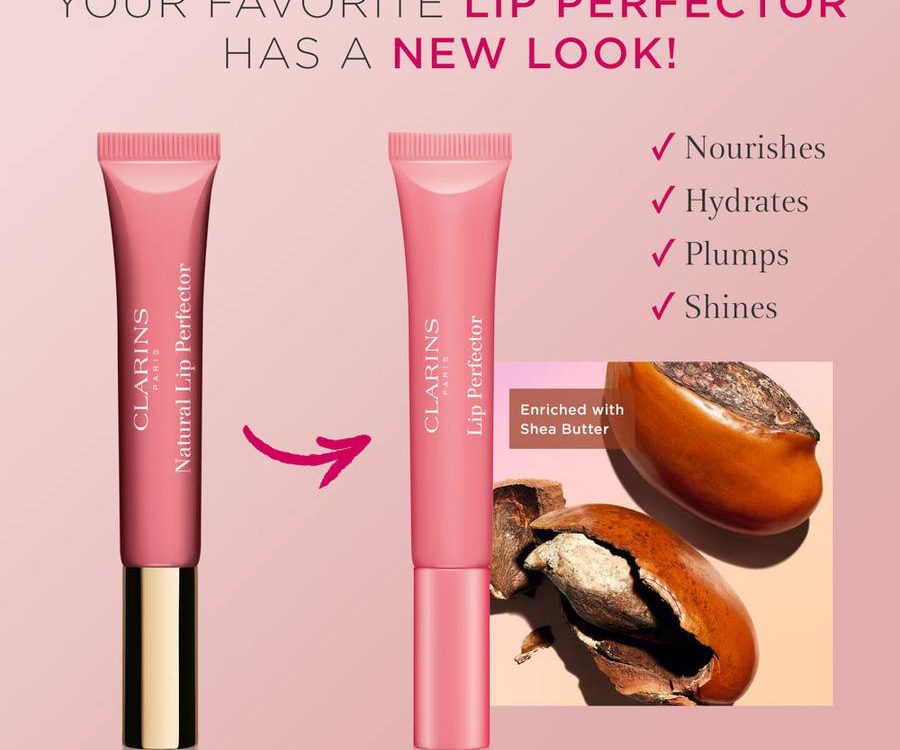 YOUR FAVORITE LIP PERFECTOR
HAS A NEW LOOK!
CLARINS
PARIS
Natural Lip Perfector
CLARINS
PARIS
Lip Perfector
✓ Nourishes
✓ Hydrates
✓ Plumps
✓ Shines
Enriched with
Shea Butter